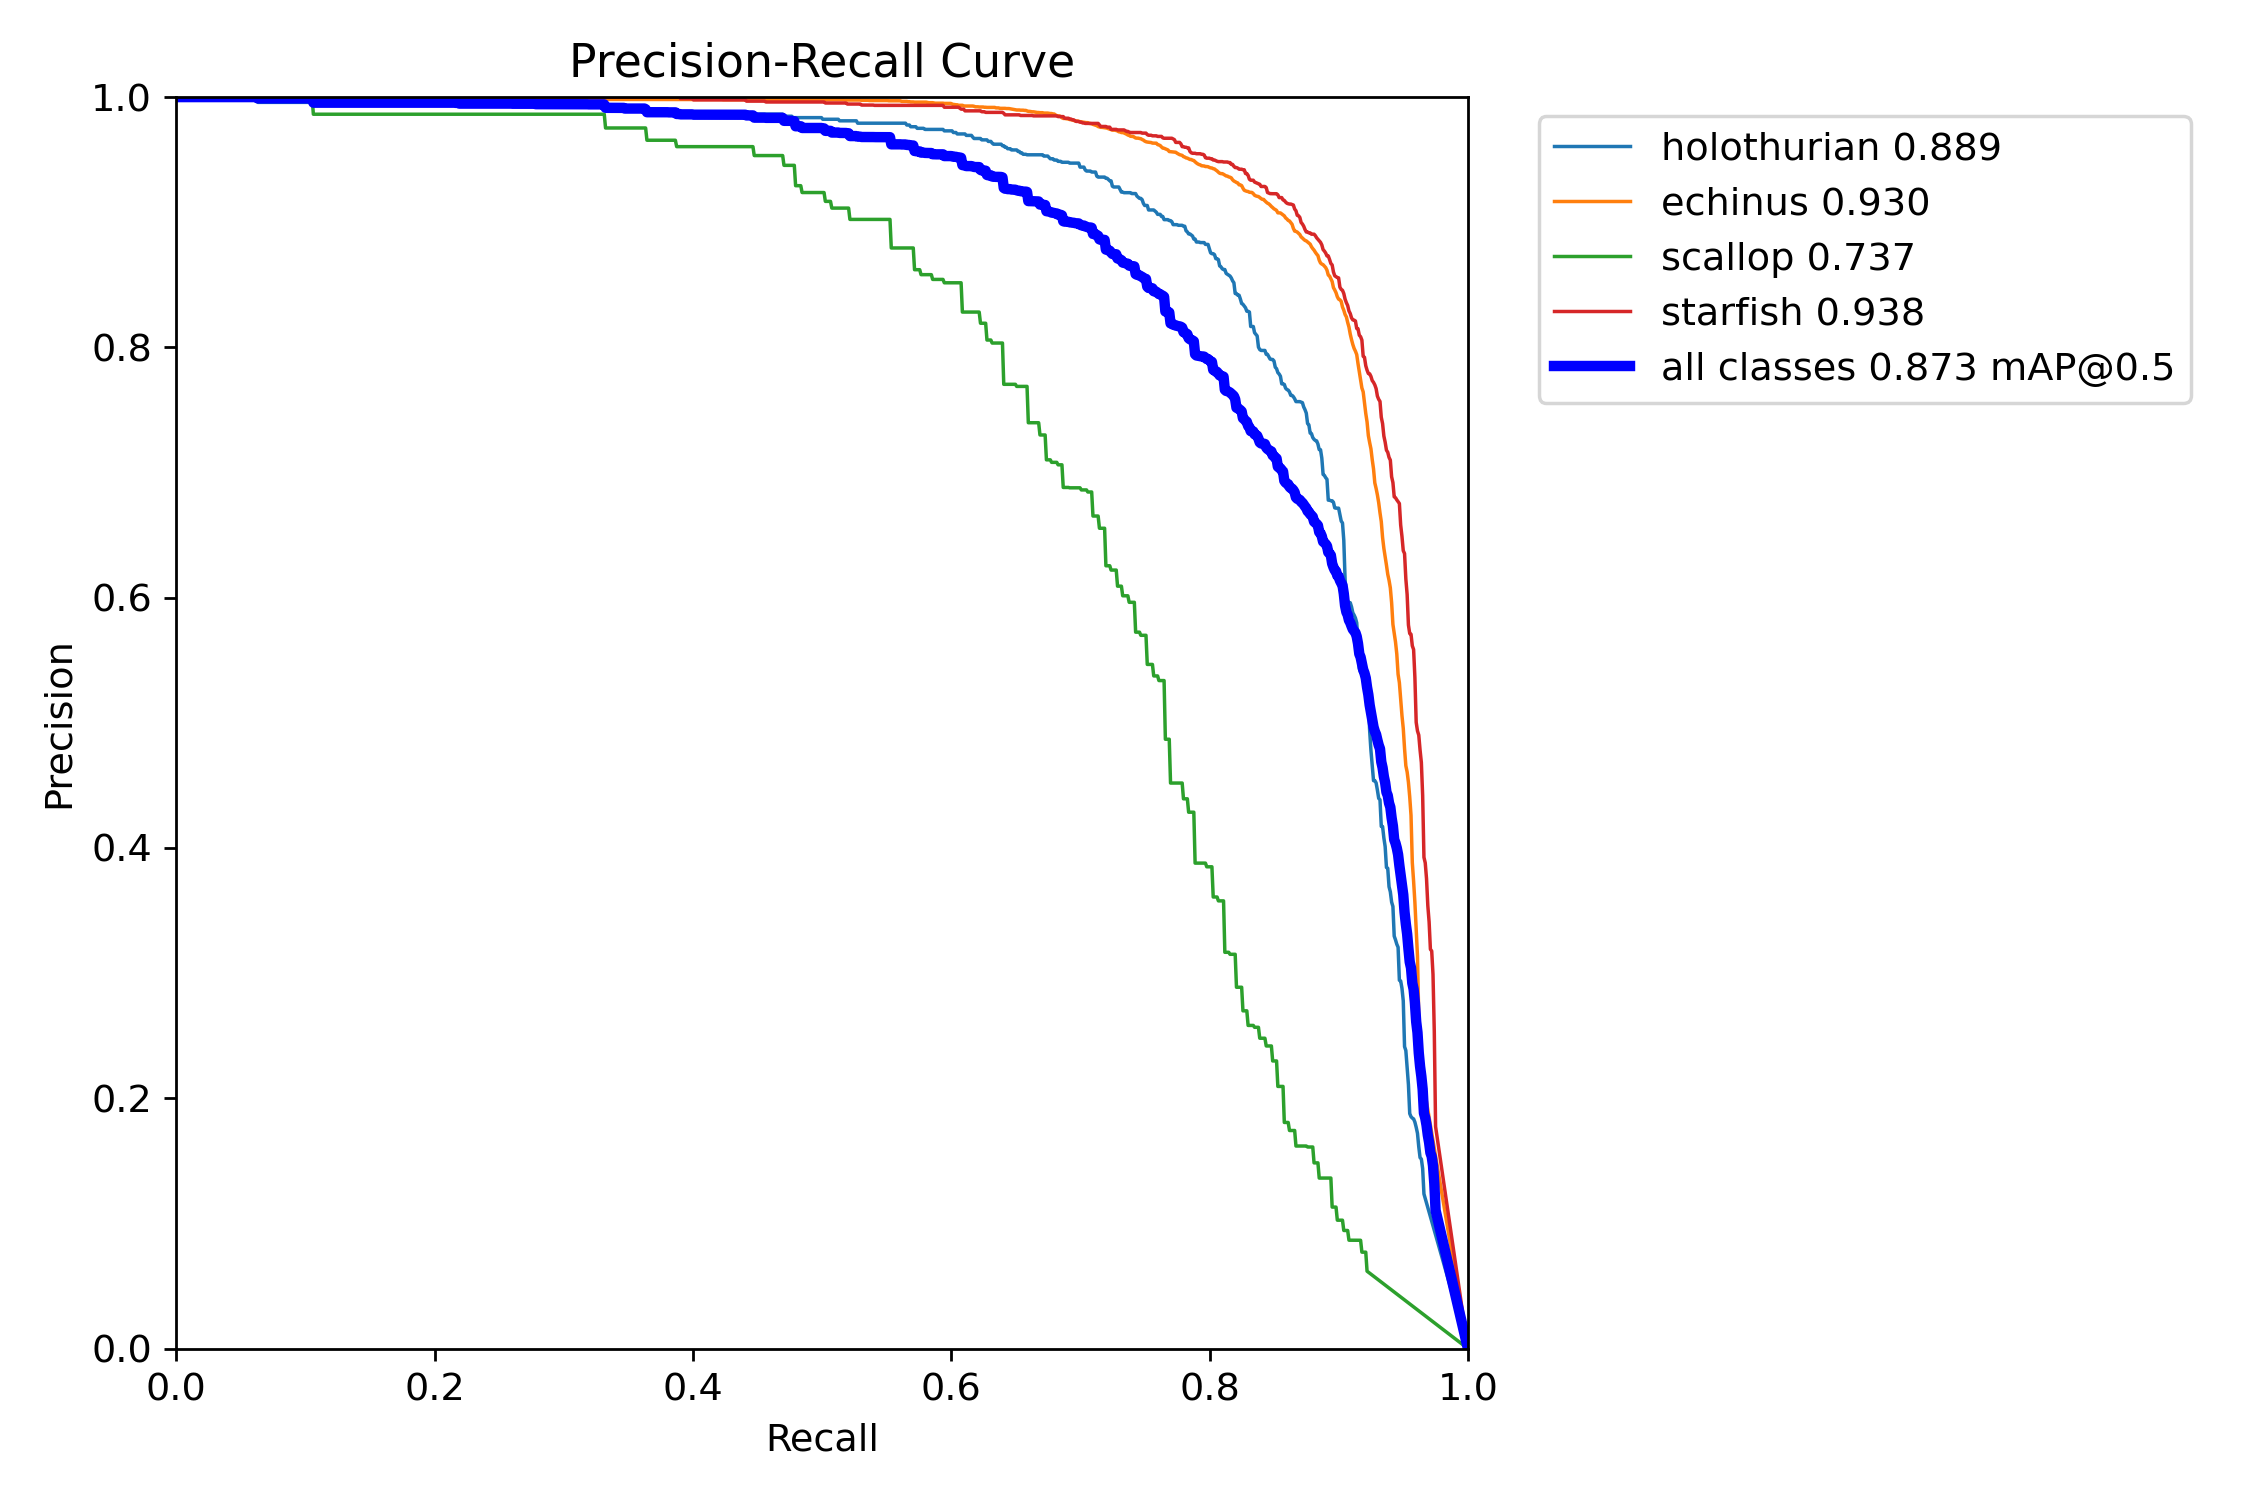 Precision-Recall Curve
1.0
0.8
0.6
0.4
0.2
0.0
Precision
0.0 0.2 0.4 0.6 0.8 1.0
Recall
holothurian 0.889
echinus 0.930
scallop 0.737
starfish 0.938
all classes 0.873 mAP@0.5